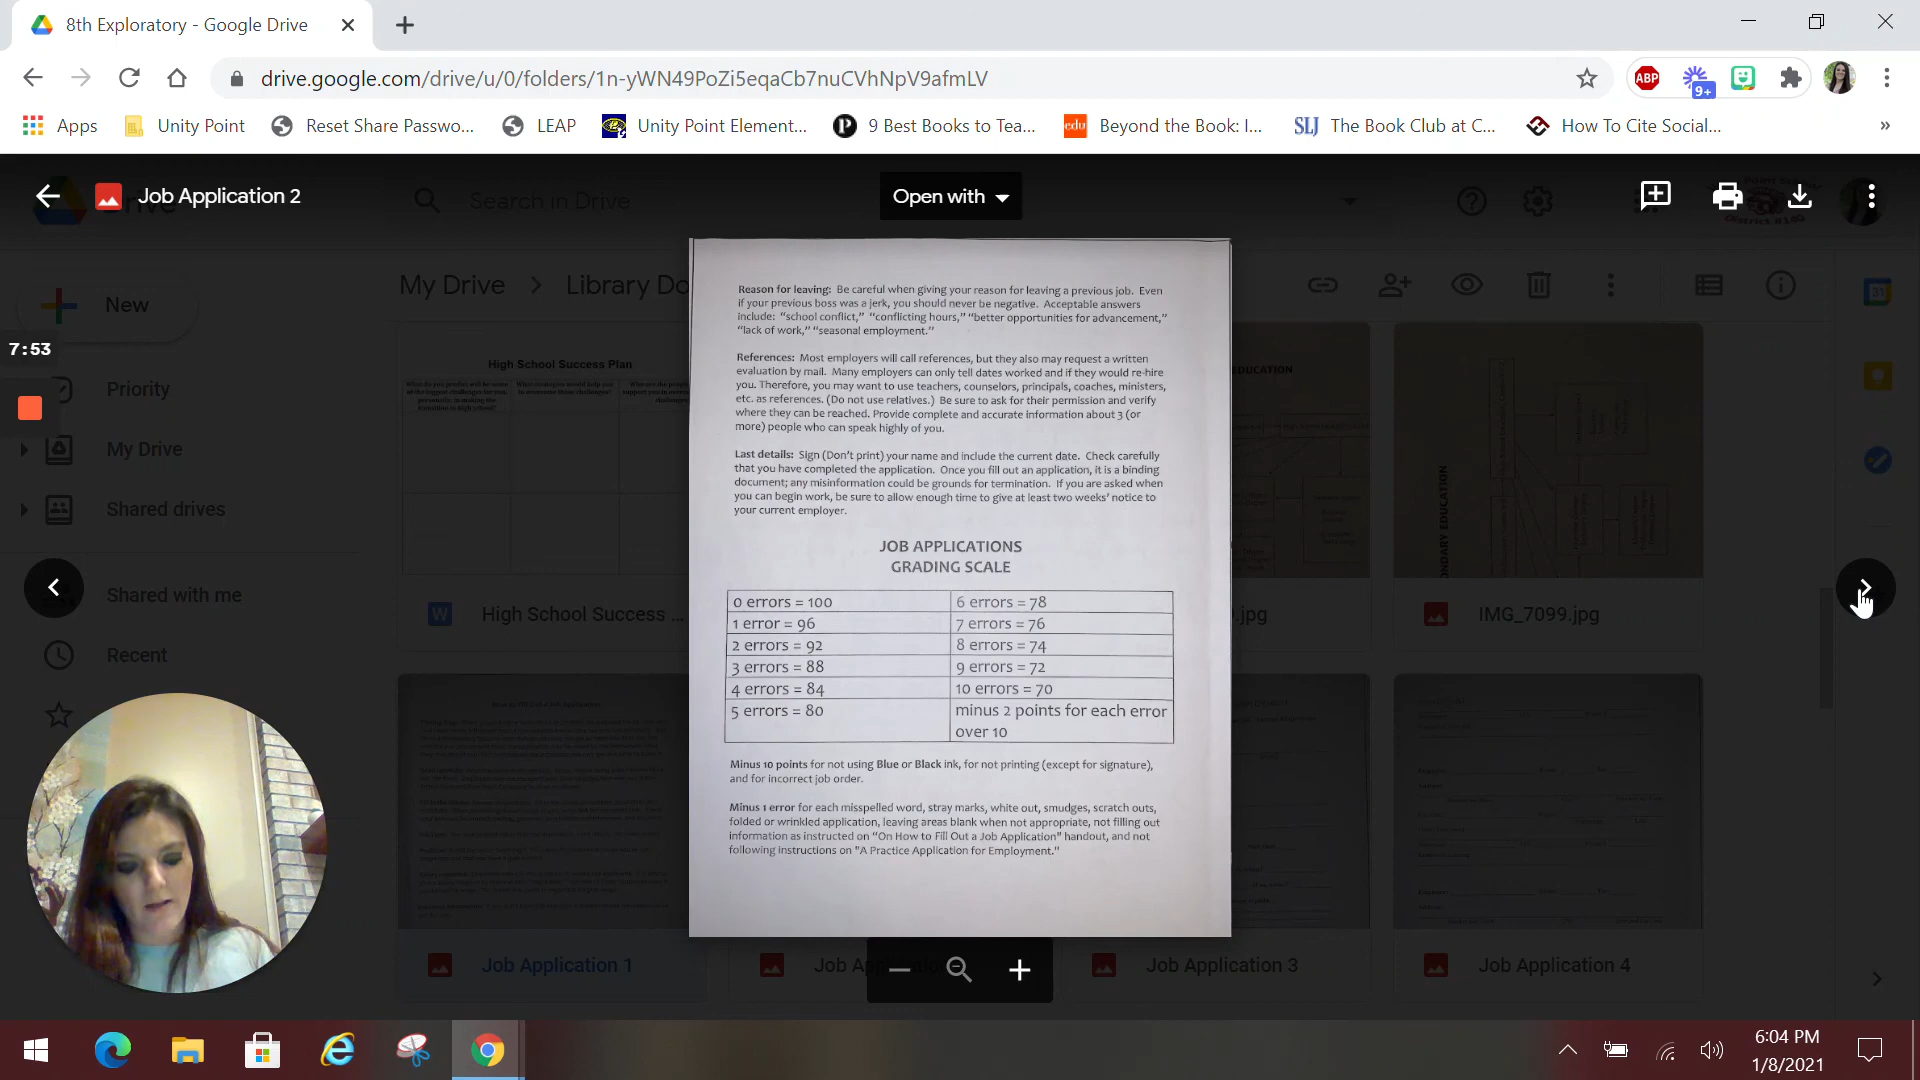 8th Exploratory - Google Drive
drive.google.com/drive/u/0/folders/1n-yWN49PoZi5eqaCb7nuCVhNpV9afmLV
ABP
9+
Apps
Unity Point
Reset Share Passwo...
LEAP
Unity Point Element...
9 Best Books to Tea...
edu
Beyond the Book: I...
SLJ
The Book Club at C...
How To Cite Social...
»
Job Application 2
Search in Drive
Open with
My Drive
Library Do
New
7:53
Priority
My Drive
Shared drives
Shared with me
Recent
High School Success Plan
High School Success ...
EDUCATION
9.jpg
IMG_7099.jpg
NDARY EDUCATION
Reason for leaving: Be careful when giving your reason for leaving a previous job. Even
if your previous boss was a jerk, you should never be negative. Acceptable answers
include: "school conflict," "conflicting hours," "better opportunities for advancement,"
"lack of work," "seasonal employment."
References: Most employers will call references, but they also may request a written
evaluation by mail. Many employers can only tell dates worked and if they would re-hire
you. Therefore, you may want to use teachers, counselors, principals, coaches, ministers,
etc. as references. (Do not use relatives.) Be sure to ask for their permission and verify
where they can be reached. Provide complete and accurate information about 3 (or
more) people who can speak highly of you.
Last details: Sign (Don't print) your name and include the current date. Check carefully
that you have completed the application. Once you fill out an application, it is a binding
document; any misinformation could be grounds for termination. If you are asked when
you can begin work, be sure to allow enough time to give at least two weeks' notice to
your current employer.
JOB APPLICATIONS
GRADING SCALE
0 errors = 100
6 errors = 78
1 error = 96
7 errors = 76
2 errors = 92
8 errors = 74
3 errors = 88
9 errors = 72
4 errors = 84
10 errors = 70
5 errors = 80
minus 2 points for each error
over 10
Minus 10 points for not using Blue or Black ink, for not printing (except for signature),
and for incorrect job order.
Minus 1 error for each misspelled word, stray marks, white out, smudges, scratch outs,
folded or wrinkled application, leaving areas blank when not appropriate, not filling out
information as instructed on "On How to Fill Out a Job Application" handout, and not
following instructions on "A Practice Application for Employment."
Job Application 1
Job Ap
Job Application 3
Job Application 4
31
6:04 PM
1/8/2021